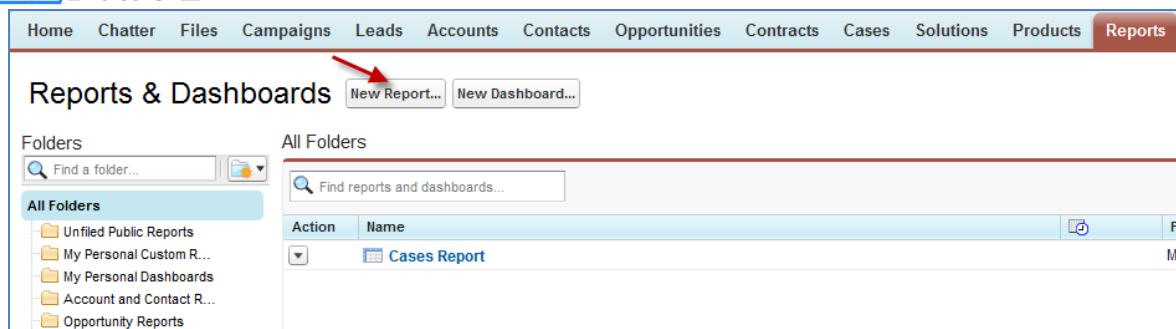 Home Chatter Files Campaigns Leads Accounts Contacts Opportunities Contracts Cases Solutions Products Reports
Reports & Dashboards New Report... New Dashboard...
Folders
Find a folder...
All Folders
Unfiled Public Reports
My Personal Custom R...
My Personal Dashboards
Account and Contact R...
Opportunity Reports
All Folders
Find reports and dashboards...
Action Name
Cases Report